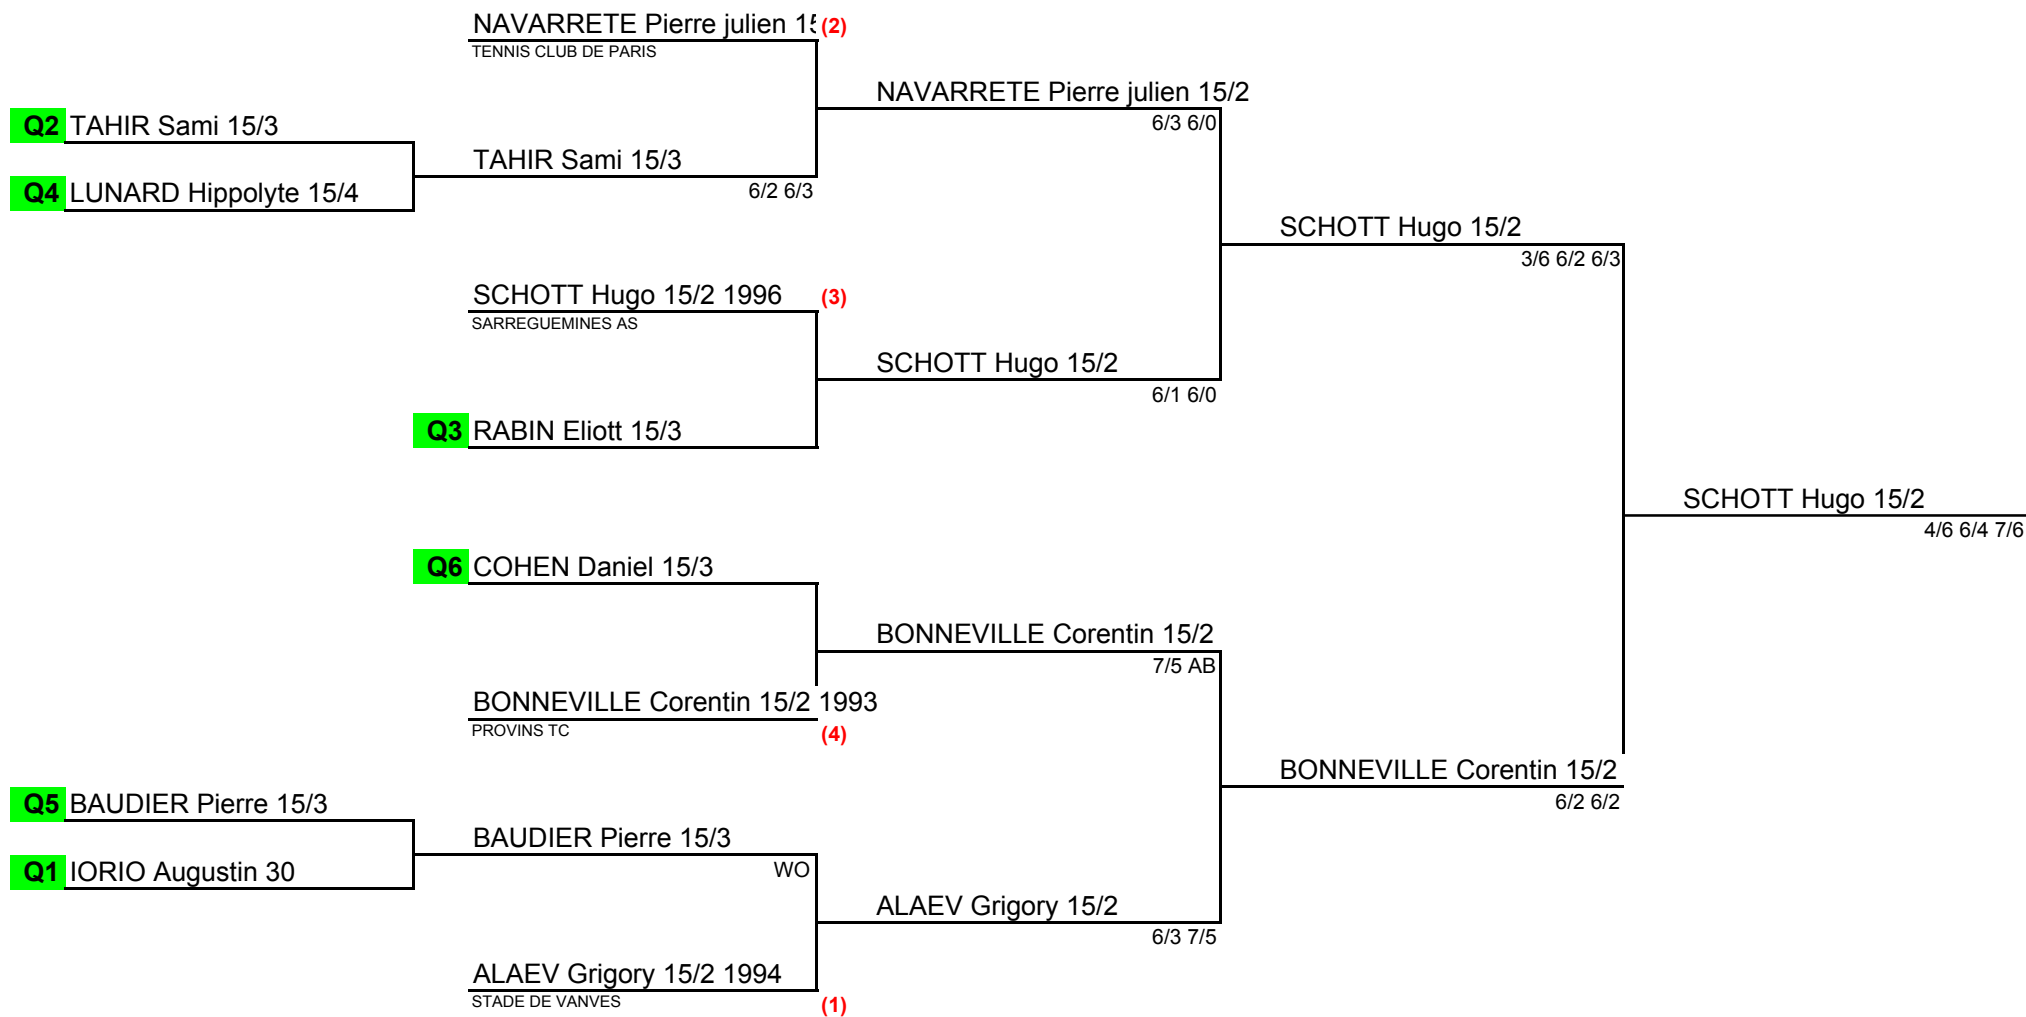 NAVARRETE Pierre julien 15 (2)
TENNIS CLUB DE PARIS
NAVARRETE Pierre julien 15/2
6/3 6/0
Q2 TAHIR Sami 15/3
TAHIR Sami 15/3
6/2 6/3
Q4 LUNARD Hippolyte 15/4
SCHOTT Hugo 15/2
3/6 6/2 6/3
SCHOTT Hugo 15/2 1996 (3)
SARREGUEMINES AS
SCHOTT Hugo 15/2
6/1 6/0
Q3 RABIN Eliott 15/3
SCHOTT Hugo 15/2
4/6 6/4 7/6
Q6 COHEN Daniel 15/3
BONNEVILLE Corentin 15/2
7/5 AB
BONNEVILLE Corentin 15/2 1993
PROVINS TC
(4)
BONNEVILLE Corentin 15/2
6/2 6/2
Q5 BAUDIER Pierre 15/3
BAUDIER Pierre 15/3
WO
Q1 IORIO Augustin 30
ALAEV Grigory 15/2
6/3 7/5
ALAEV Grigory 15/2 1994
STADE DE VANVES
(1)